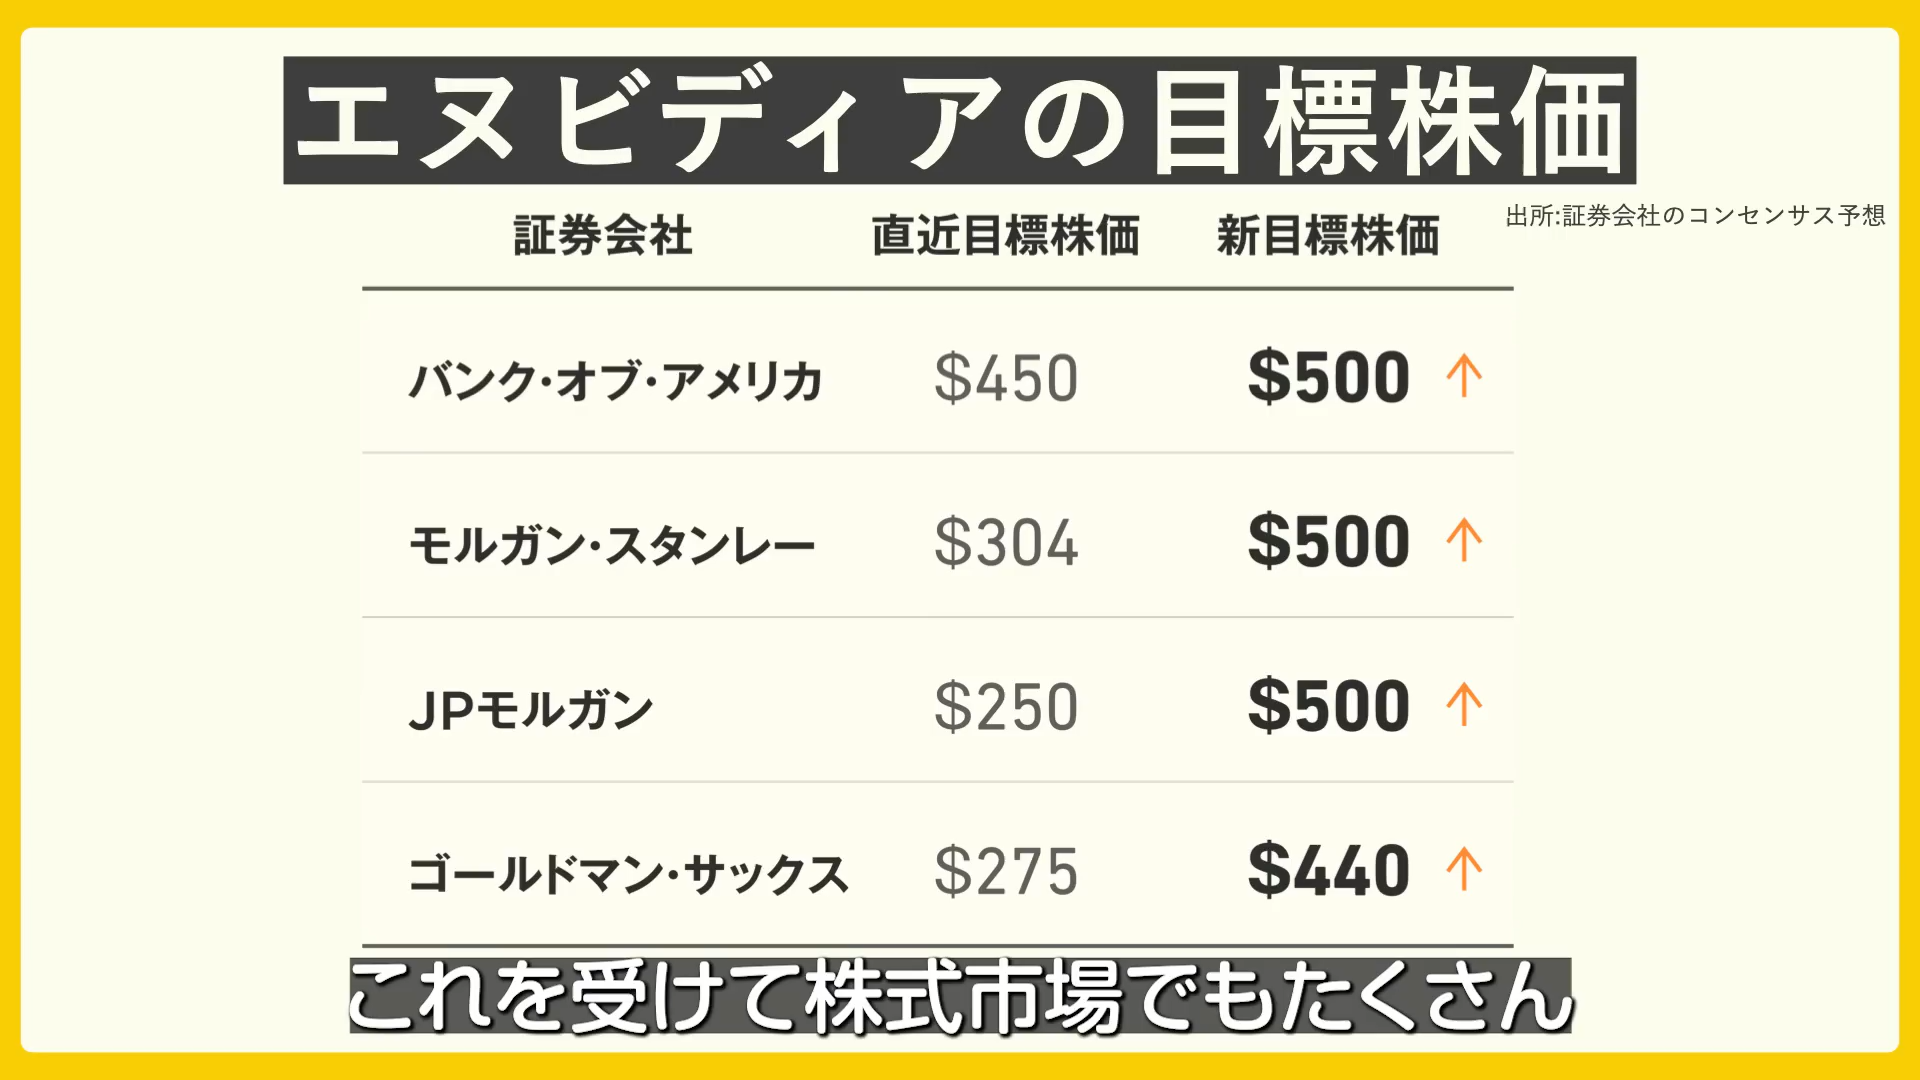 エヌビディアの目標株価
出所:証券会社のコンセンサス予想
証券会社 直近目標株価 新目標株価
バンク・オブ・アメリカ $450 $500 ↑
モルガン・スタンレー $304 $500 ↑
JPモルガン $250 $500 ↑
ゴールドマン・サックス $275 $440 ↑
これを受けて株式市場でもたくさん